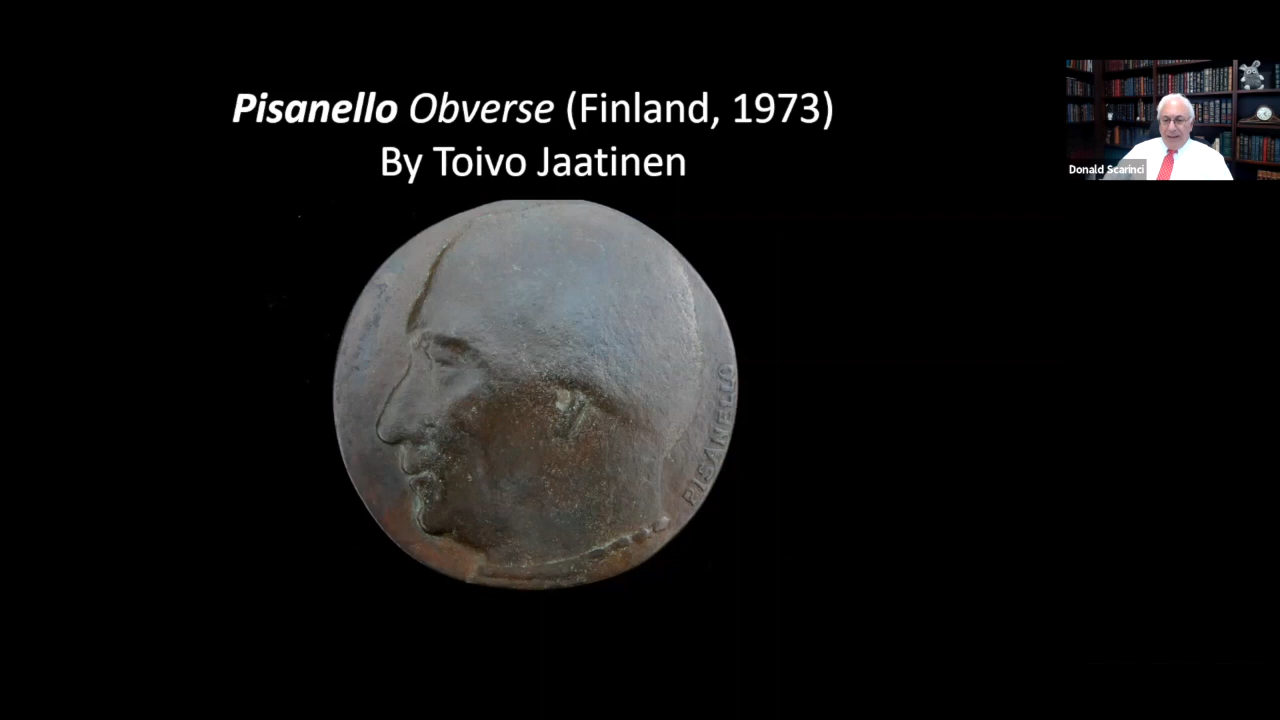 Pisanello Obverse (Finland, 1973)
By Toivo Jaatinen
Donald Scarinci
PISANELLO